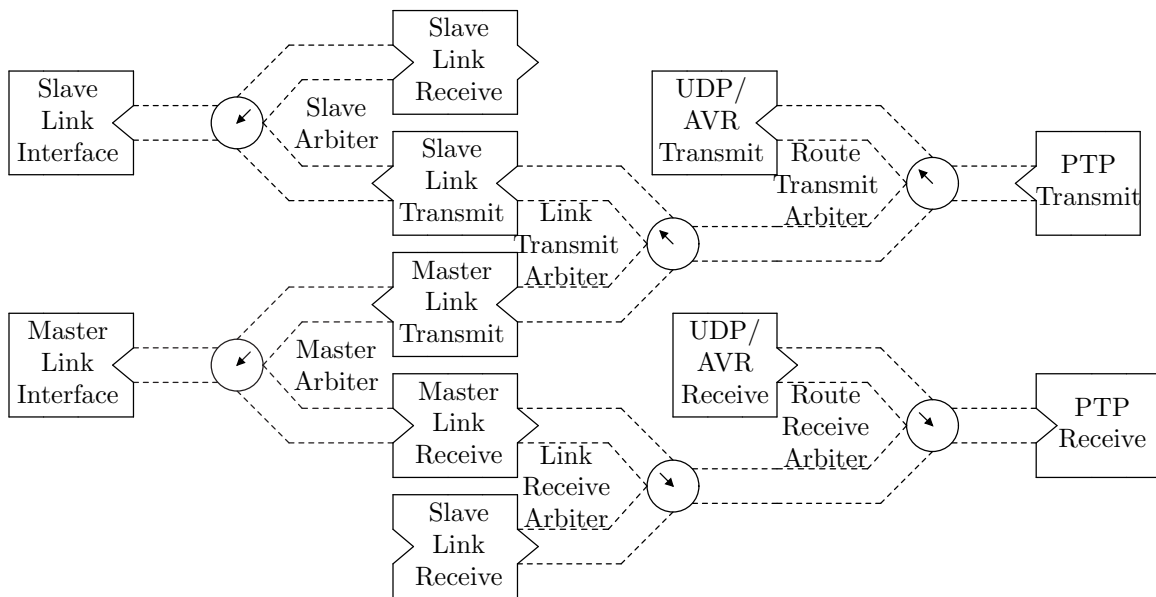 Slave
Link
Receive
Slave
Link
Interface
Slave
Arbiter
UDP/
AVR
Transmit
Slave
Link
Transmit
Route
Transmit
Arbiter
PTP
Transmit
Link
Transmit
Arbiter
Master
Link
Transmit
Master
Link
Interface
Master
Arbiter
UDP/
AVR
Receive
Master
Link
Receive
Route
Receive
Arbiter
PTP
Receive
Link
Receive
Arbiter
Slave
Link
Receive